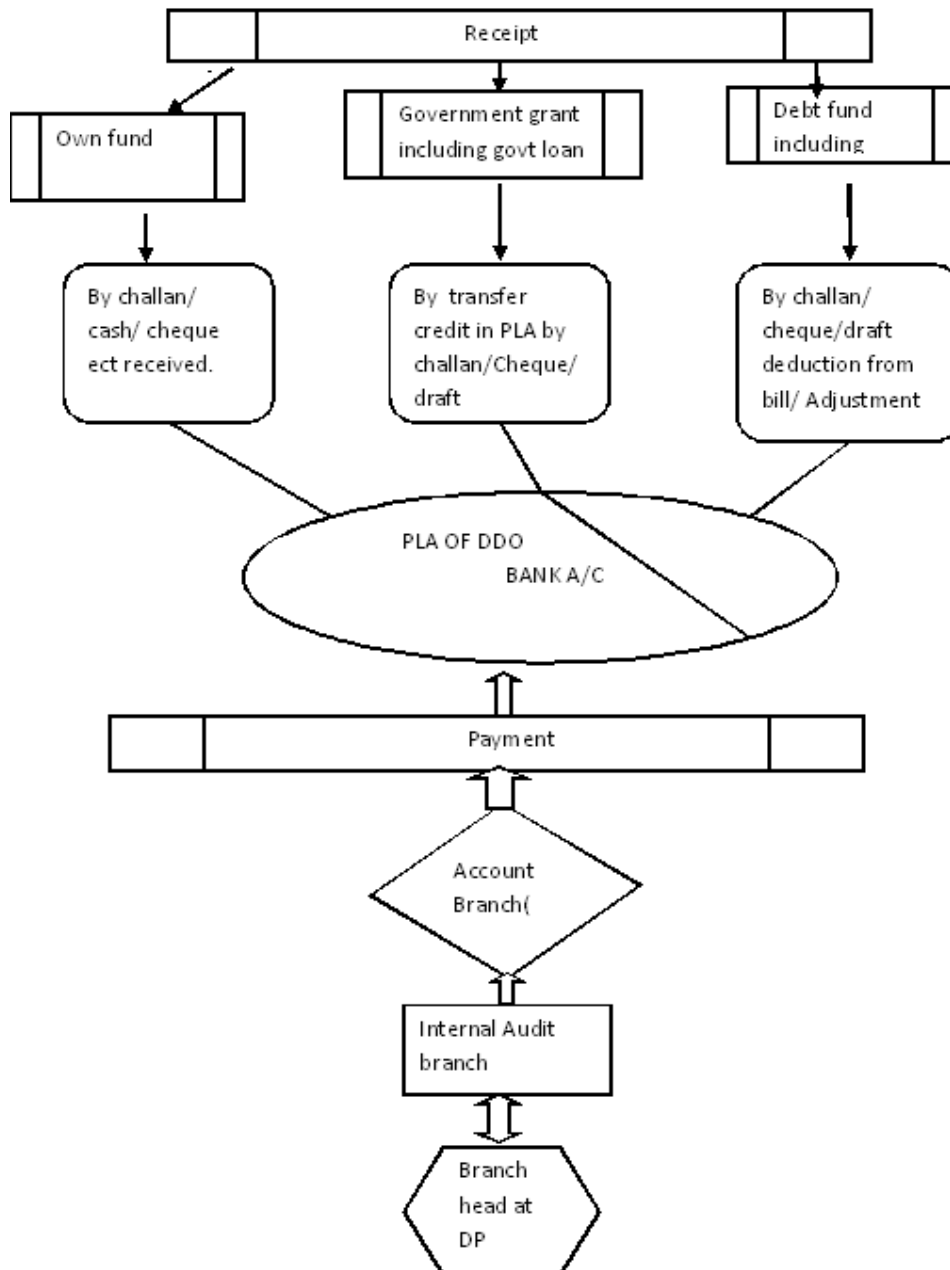 Receipt
Own fund
Government grant
including govt loan
Debt fund
including
By challan/
cash/ cheque
ect received.
By transfer
credit in PLA by
challan/Cheque/
draft
By challan/
cheque/draft
deduction from
bill/ Adjustment
PLA OF DDO
BANK A/C
Payment
Account
Branch(
Internal Audit
branch
Branch
head at
DP